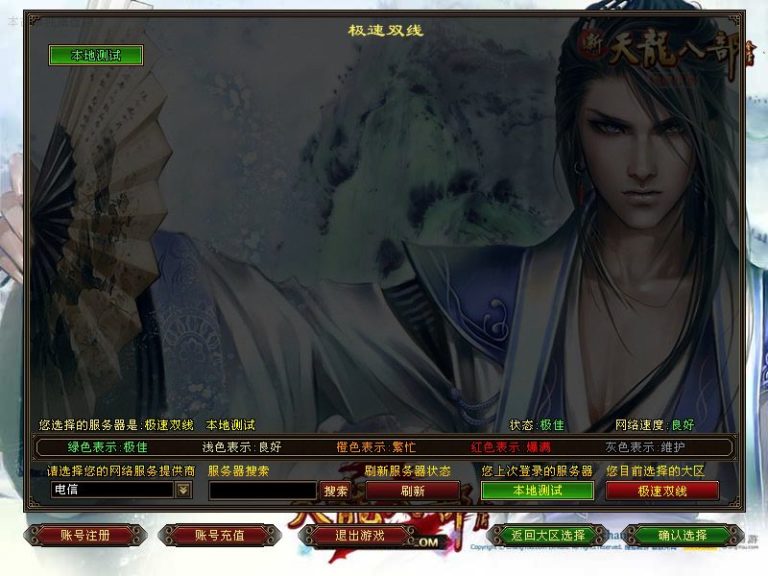 极速双线
本地测试
新天龍八部
您选择的服务器是:极速双线 本地测试 状态:极佳 网络速度:良好
绿色表示:极佳 浅色表示:良好 橙色表示:繁忙 红色表示:爆满 灰色表示:维护
请选择您的网络服务提供商 服务器搜索 刷新服务器状态 您上次登录的服务器 您目前选择的大区
电信 搜索 刷新 本地测试 极速双线
账号注册 账号充值 退出游戏 返回大区选择 确认选择
.COM